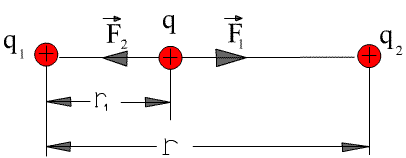 q₁ + F₂ q + F₁ + q₂
r₁
r